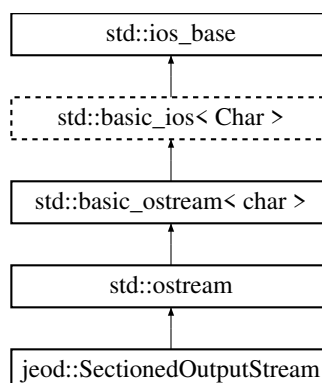 std::ios_base
std::basic_ios< Char >
std::basic_ostream< char >
std::ostream
jeod::SectionedOutputStream